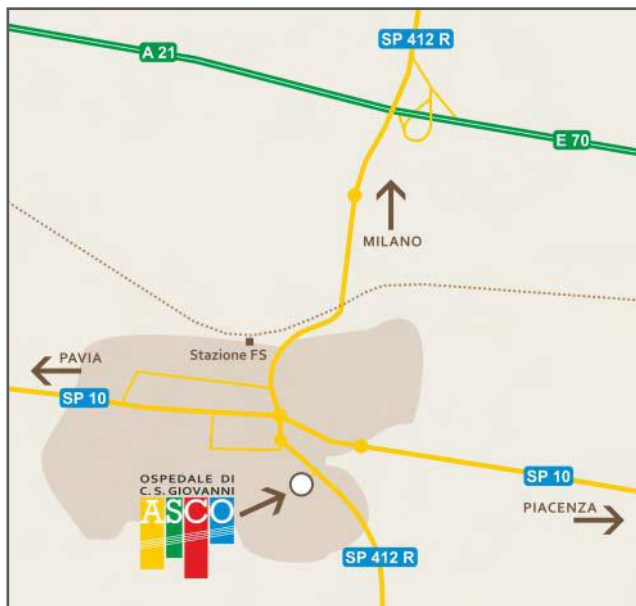 SP 412 R
A 21
E 70
MILANO
Stazione FS
PAVIA
SP 10
SP 10
OSPEDALE DI
C. S. GIOVANNI
ASCO
PIACENZA
SP 412 R